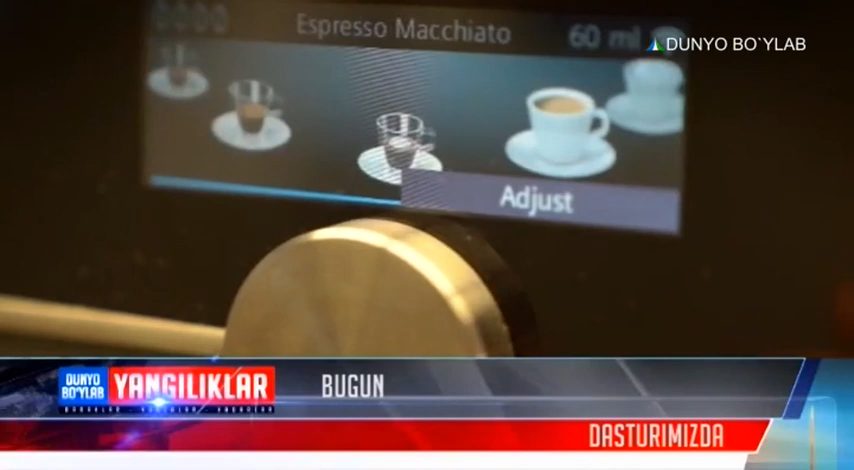 Espresso Macchiato
60 ml
DUNYO BO`YLAB
Adjust
DUNYO
BO'YLAB
YANGILIKLAR
BUGUN
DASTURIMIZDA